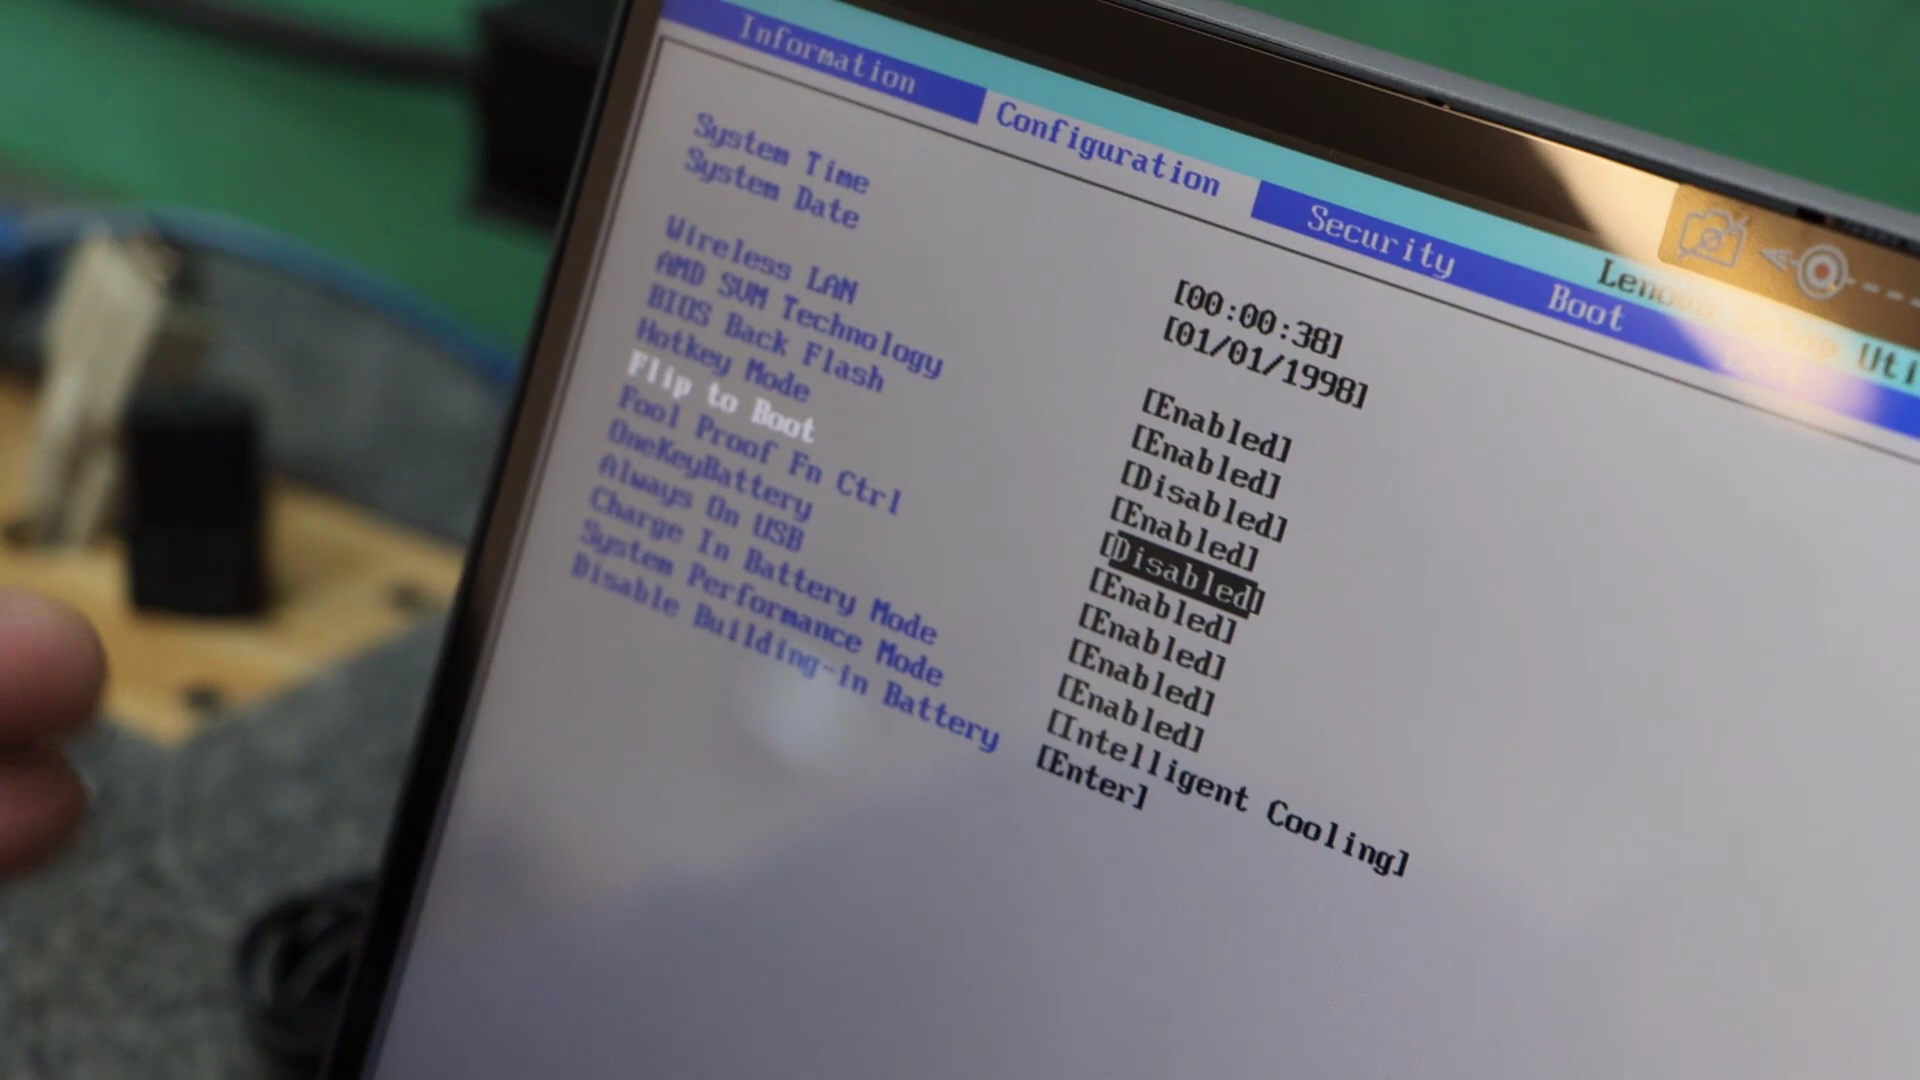 Lenovo Setup Uti
Information Configuration Security Boot
System Time [00:00:38]
System Date [01/01/1998]
Wireless LAN [Enabled]
AMD SVM Technology [Enabled]
BIOS Back Flash [Disabled]
Hotkey Mode [Enabled]
Flip to Boot [Disabled]
Fool Proof Fn Ctrl [Enabled]
OneKeyBattery [Enabled]
Always On USB [Enabled]
Charge In Battery Mode [Enabled]
System Performance Mode [Intelligent Cooling]
Disable Building-in Battery [Enter]